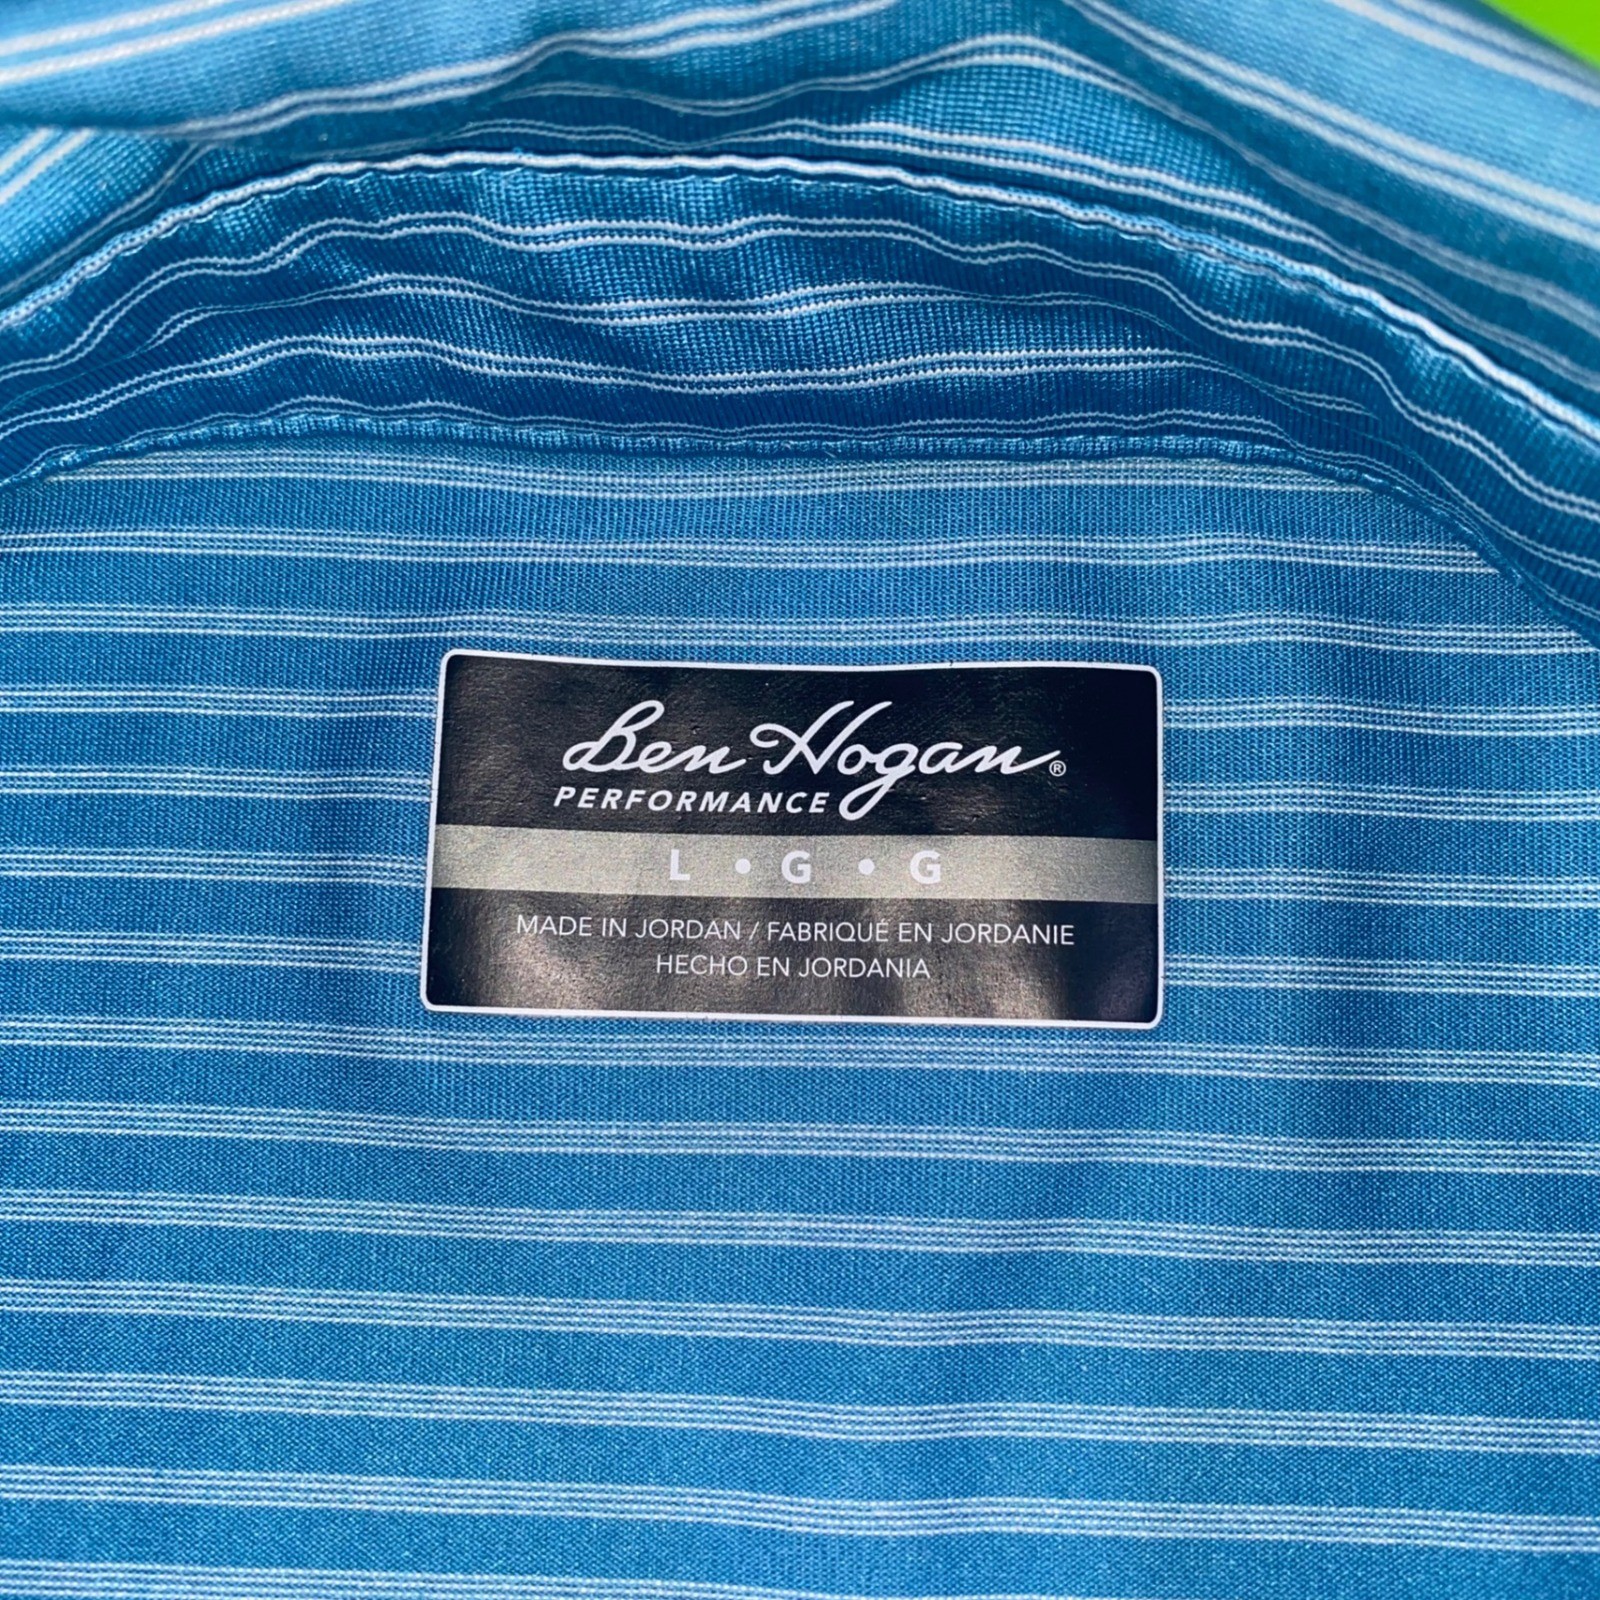 Ben Hogan®
PERFORMANCE
L • G • G
MADE IN JORDAN / FABRIQUÉ EN JORDANIE
HECHO EN JORDANIA